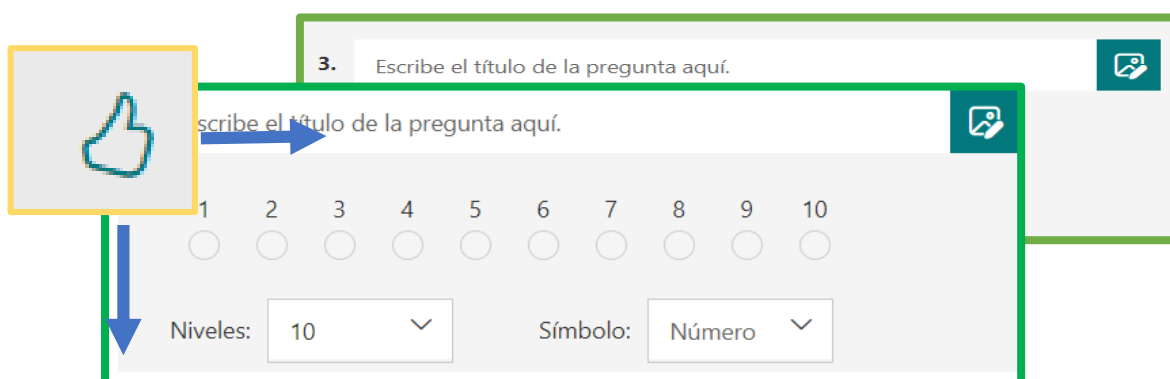 3. Escribe el título de la pregunta aquí.
scribe el título de la pregunta aquí.
1 2 3 4 5 6 7 8 9 10
Niveles: 10 Símbolo: Número